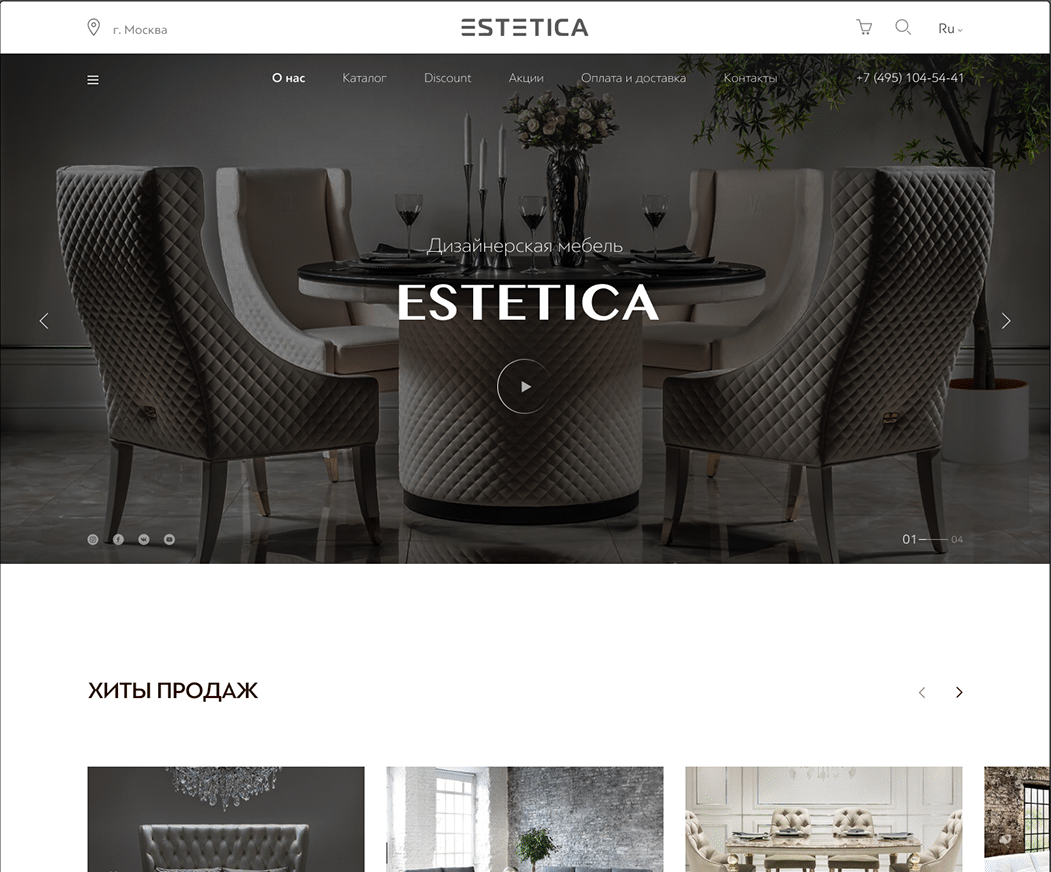 г. Москва
ESTETICA
Ru
О нас
Каталог
Discount
Акции
Оплата и доставка
Контакты
+7 (495) 104-54-41
Дизайнерская мебель
ESTETICA
01
04
ХИТЫ ПРОДАЖ